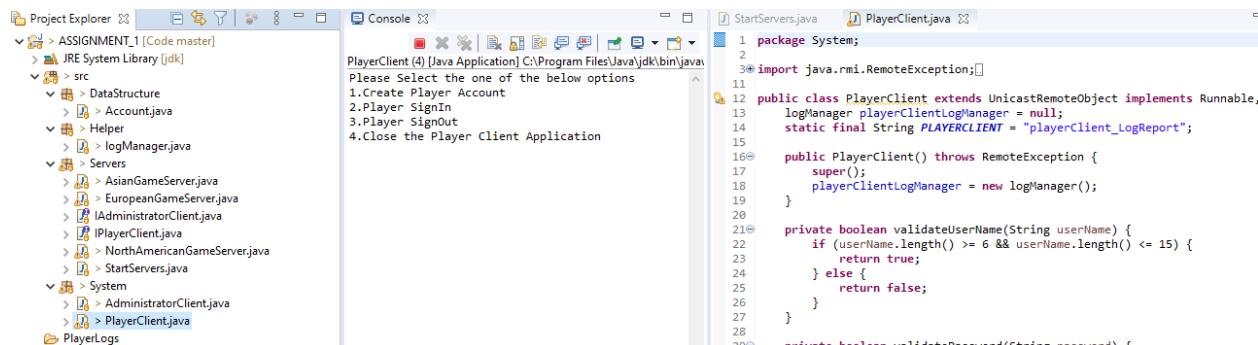 Project Explorer
> ASSIGNMENT_1 [Code master]
JRE System Library [jdk]
> src
> DataStructure
> Account.java
> Helper
> logManager.java
> Servers
> AsianGameServer.java
> EuropeanGameServer.java
> IAdministratorClient.java
> IPlayerClient.java
> NorthAmericanGameServer.java
> StartServers.java
> System
> AdministratorClient.java
> PlayerClient.java
PlayerLogs
Console
PlayerClient (4) [Java Application] C:\Program Files\Java\jdk\bin\javaw
Please Select the one of the below options
1.Create Player Account
2.Player SignIn
3.Player SignOut
4.Close the Player Client Application
StartServers.java
PlayerClient.java
1 package System;
2
3 import java.rmi.RemoteException;
11
12 public class PlayerClient extends UnicastRemoteObject implements Runnable,
13 logManager playerClientLogManager = null;
14 static final String PLAYERCLIENT = "playerClient_LogReport";
15
16 public PlayerClient() throws RemoteException {
17 super();
18 playerClientLogManager = new logManager();
19 }
20
21 private boolean validateUserName(String userName) {
22 if (userName.length() >= 6 && userName.length() <= 15) {
23 return true;
24 } else {
25 return false;
26 }
27 }
28
29 private boolean validatePassword(String password) {